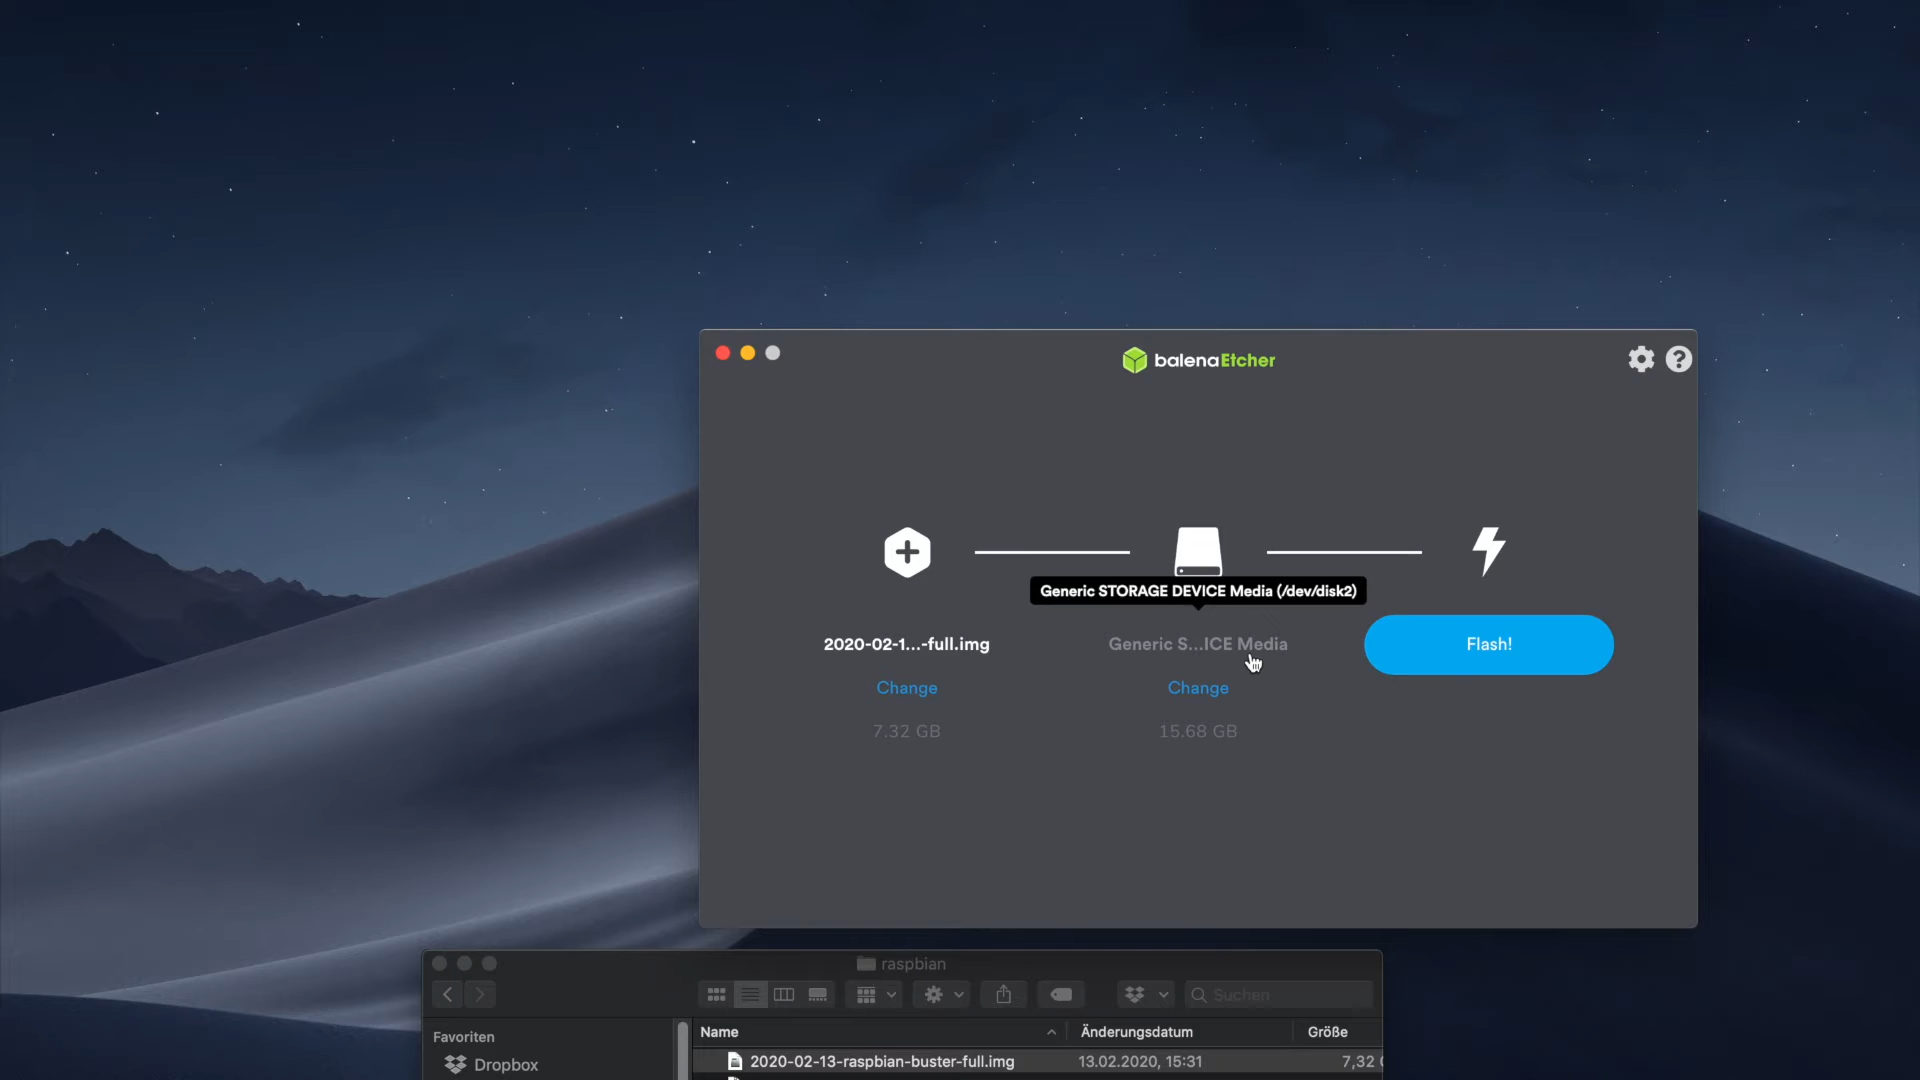 balenaEtcher
Generic STORAGE DEVICE Media (/dev/disk2)
2020-02-1...-full.img
Generic S...ICE Media
Flash!
Change
Change
7.32 GB
15.68 GB
raspbian
Suchen
Favoriten
Name
Änderungsdatum
Größe
Dropbox
2020-02-13-raspbian-buster-full.img
13.02.2020, 15:31
7,32